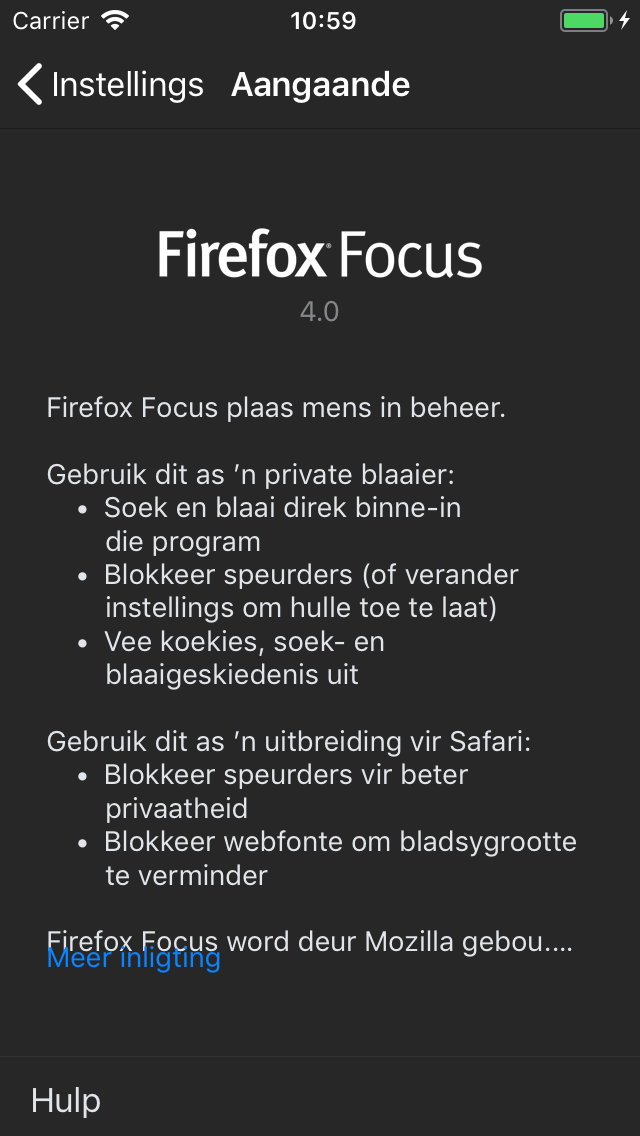 Carrier 10:59
Instellings Aangaande
Firefox® Focus
4.0
Firefox Focus plaas mens in beheer.
Gebruik dit as ’n private blaaier:
• Soek en blaai direk binne-in
die program
• Blokkeer speurders (of verander
instellings om hulle toe te laat)
• Vee koekies, soek- en
blaaigeskiedenis uit
Gebruik dit as ’n uitbreiding vir Safari:
• Blokkeer speurders vir beter
privaatheid
• Blokkeer webfonte om bladsygrootte
te verminder
Firefox Focus word deur Mozilla gebou....
Meer inligting
Hulp